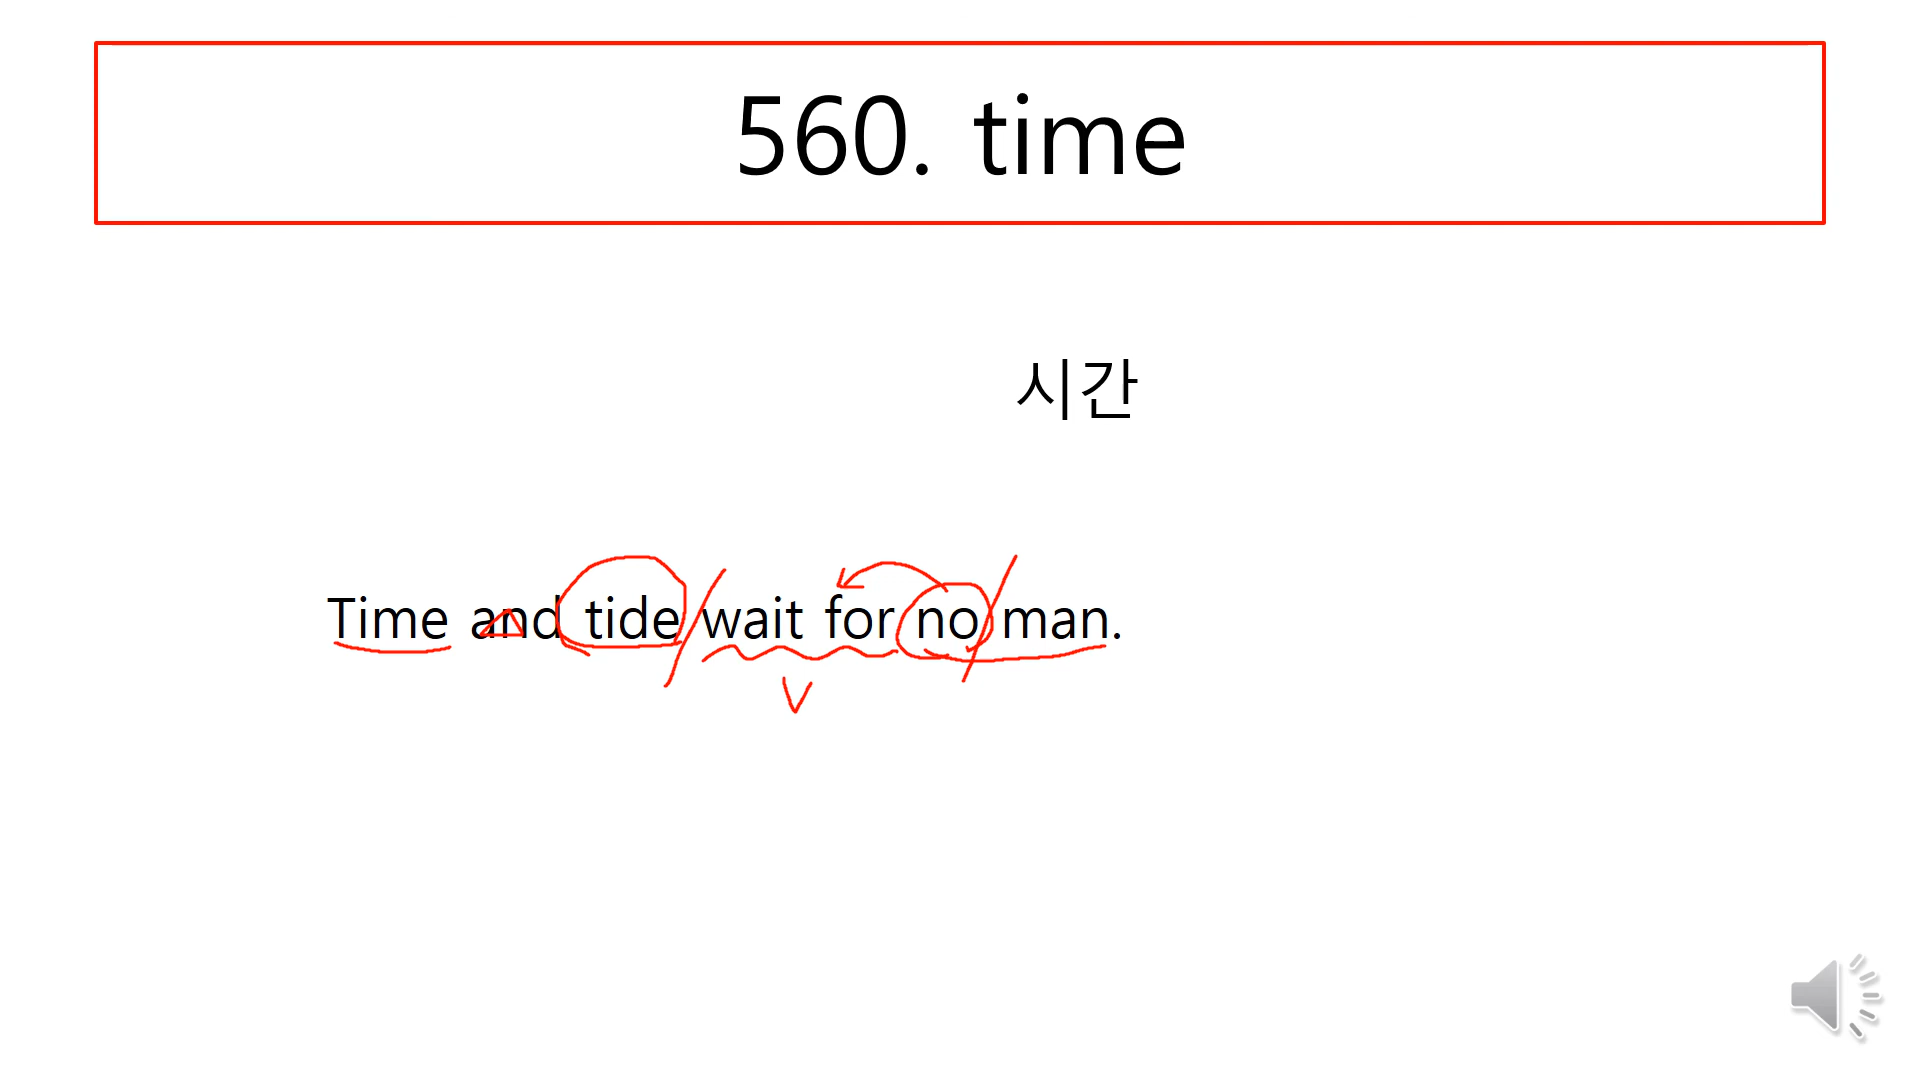 560. time
시간
Time and tide wait for no man.
V